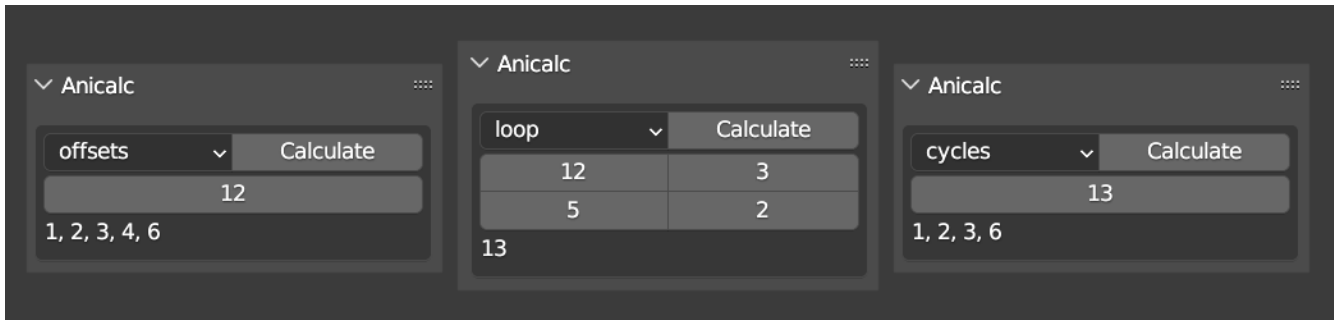 Anicalc
offsets Calculate
12
1, 2, 3, 4, 6
Anicalc
loop Calculate
12 3
5 2
13
Anicalc
cycles Calculate
13
1, 2, 3, 6